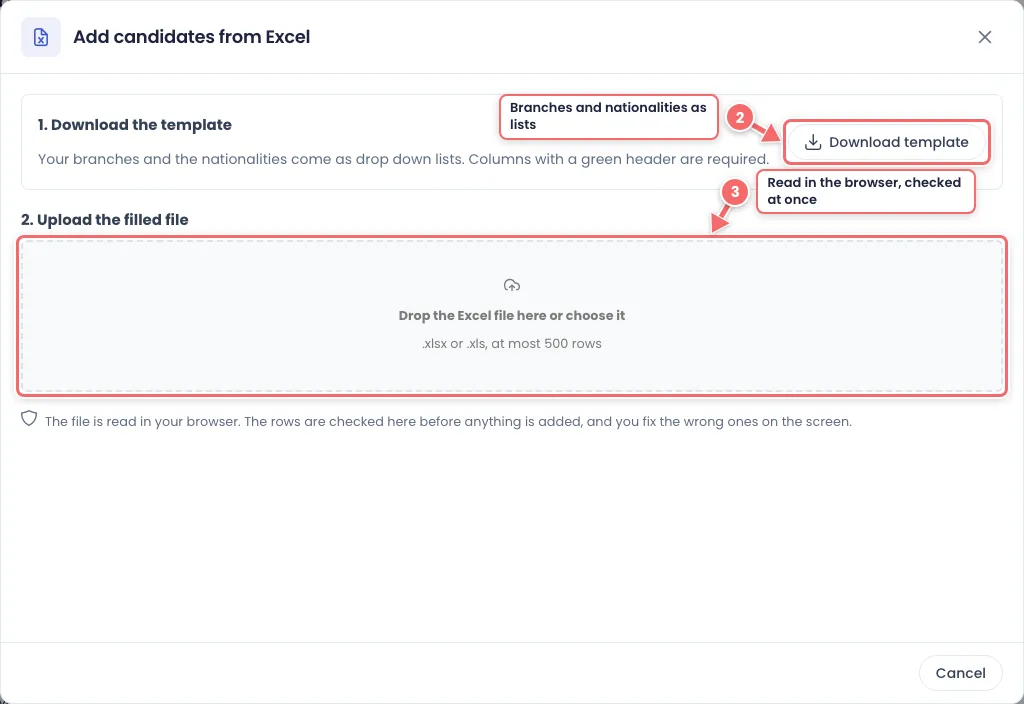 Add candidates from Excel
1. Download the template
Your branches and the nationalities come as drop down lists. Columns with a green header are required.
Branches and nationalities as
lists
2
Download template
3
Read in the browser, checked
at once
2. Upload the filled file
Drop the Excel file here or choose it
.xlsx or .xls, at most 500 rows
The file is read in your browser. The rows are checked here before anything is added, and you fix the wrong ones on the screen.
Cancel